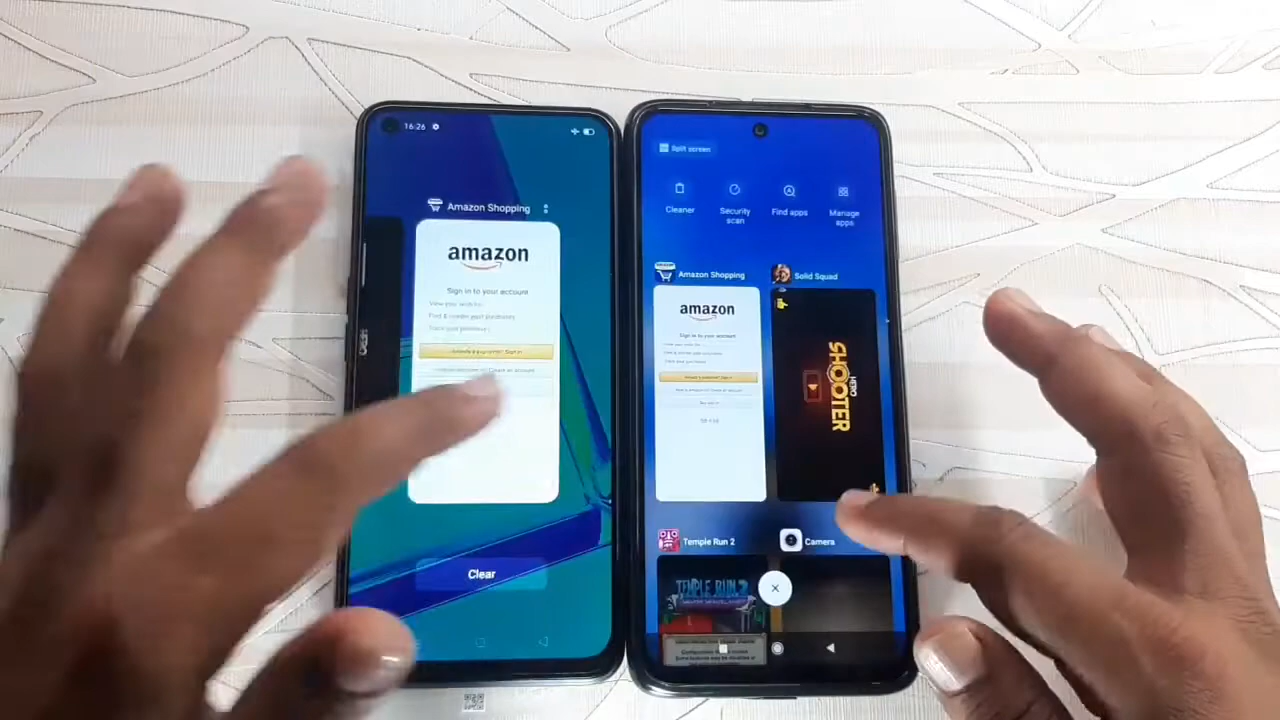 16:26
Amazon Shopping
amazon
Sign in to your account
Clear
Split screen
Cleaner
Security scan
Find apps
Manage apps
Amazon Shopping
Solid Squad
amazon
Sign in to your account
HERO
SHOOTER
Temple Run 2
Camera
TEMPLE RUN 2